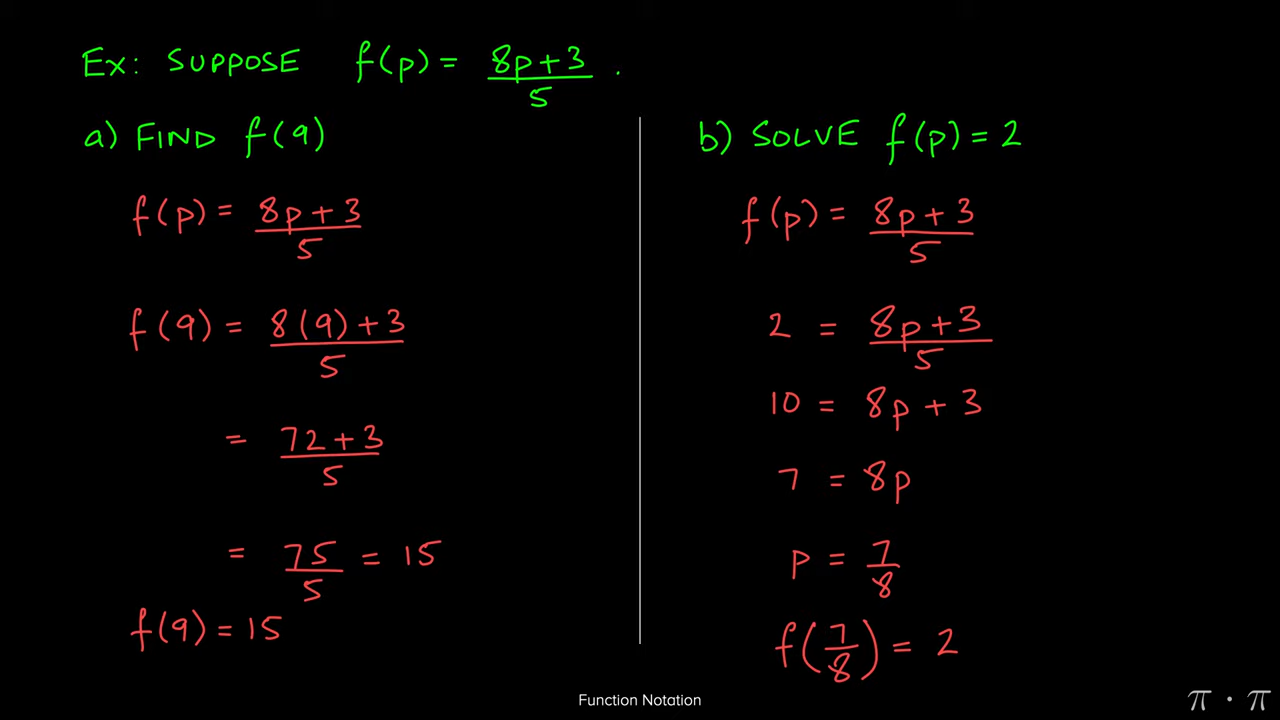 Ex: SUPPOSE f(p) = (8p+3)/5 .
a) FIND f(9)
f(p) = (8p+3)/5
f(9) = (8(9)+3)/5
= (72+3)/5
= 75/5 = 15
f(9) = 15
b) SOLVE f(p) = 2
f(p) = (8p+3)/5
2 = (8p+3)/5
10 = 8p + 3
7 = 8p
p = 7/8
f(7/8) = 2
Function Notation
π · π